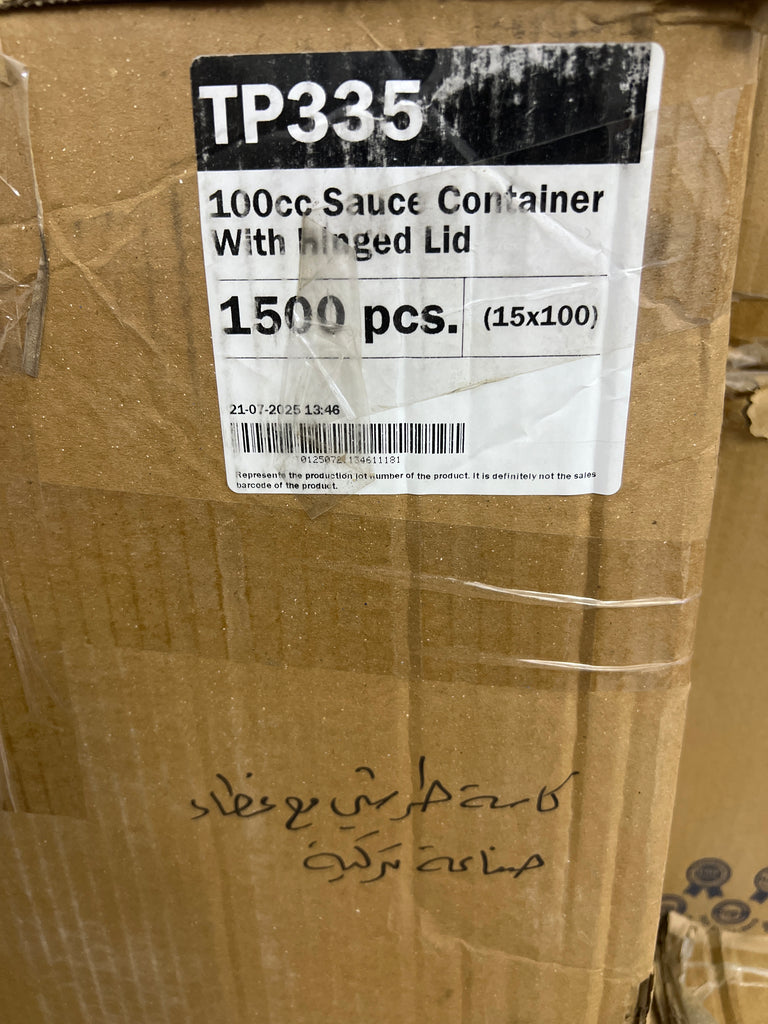 TP335
100cc Sauce Container
With hinged Lid
1500 pcs. (15x100)
21-07-2025 13:46
Represents the production lot number of the product. It is definitely not the sales
barcode of the product.
كاسة طرشي مع غطاء
صناعة تركية